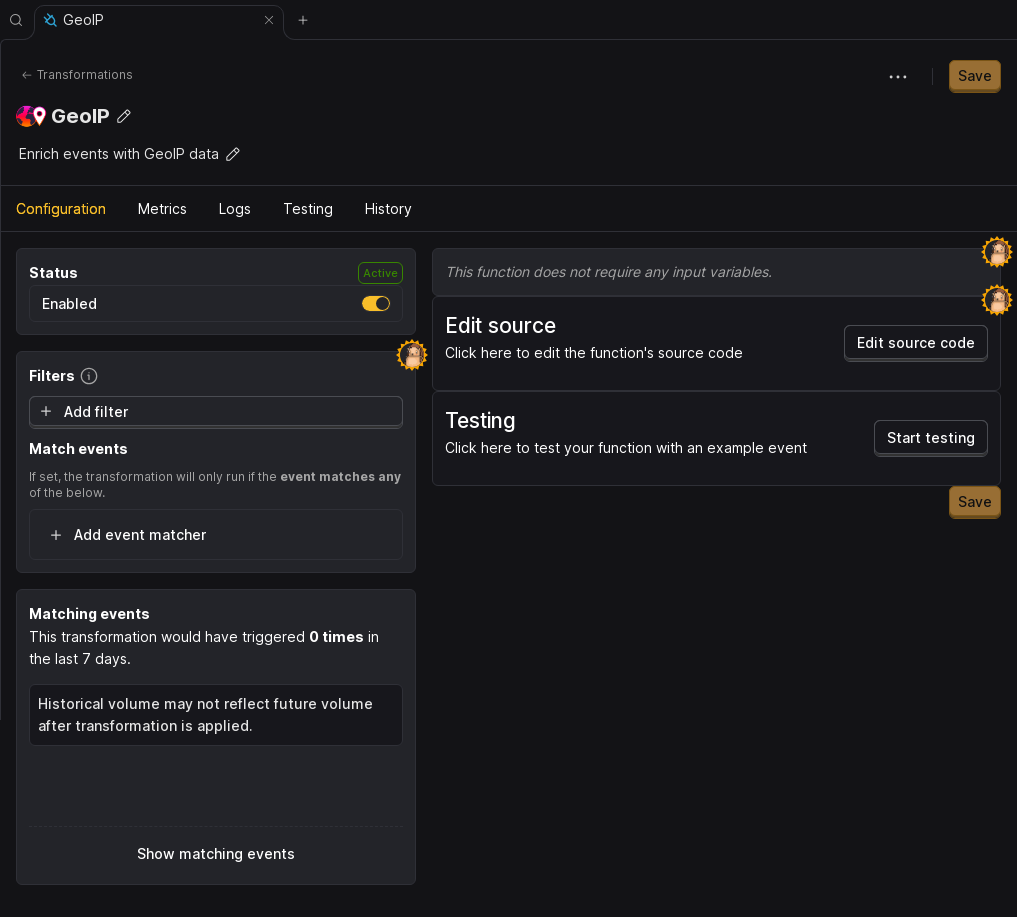 GeoIP
Transformations
Save
GeoIP
Enrich events with GeoIP data
Configuration
Metrics
Logs
Testing
History
Status
Active
Enabled
Filters
Add filter
Match events
If set, the transformation will only run if the event matches any
of the below.
Add event matcher
Matching events
This transformation would have triggered 0 times in
the last 7 days.
Historical volume may not reflect future volume
after transformation is applied.
Show matching events
This function does not require any input variables.
Edit source
Click here to edit the function's source code
Edit source code
Testing
Click here to test your function with an example event
Start testing
Save